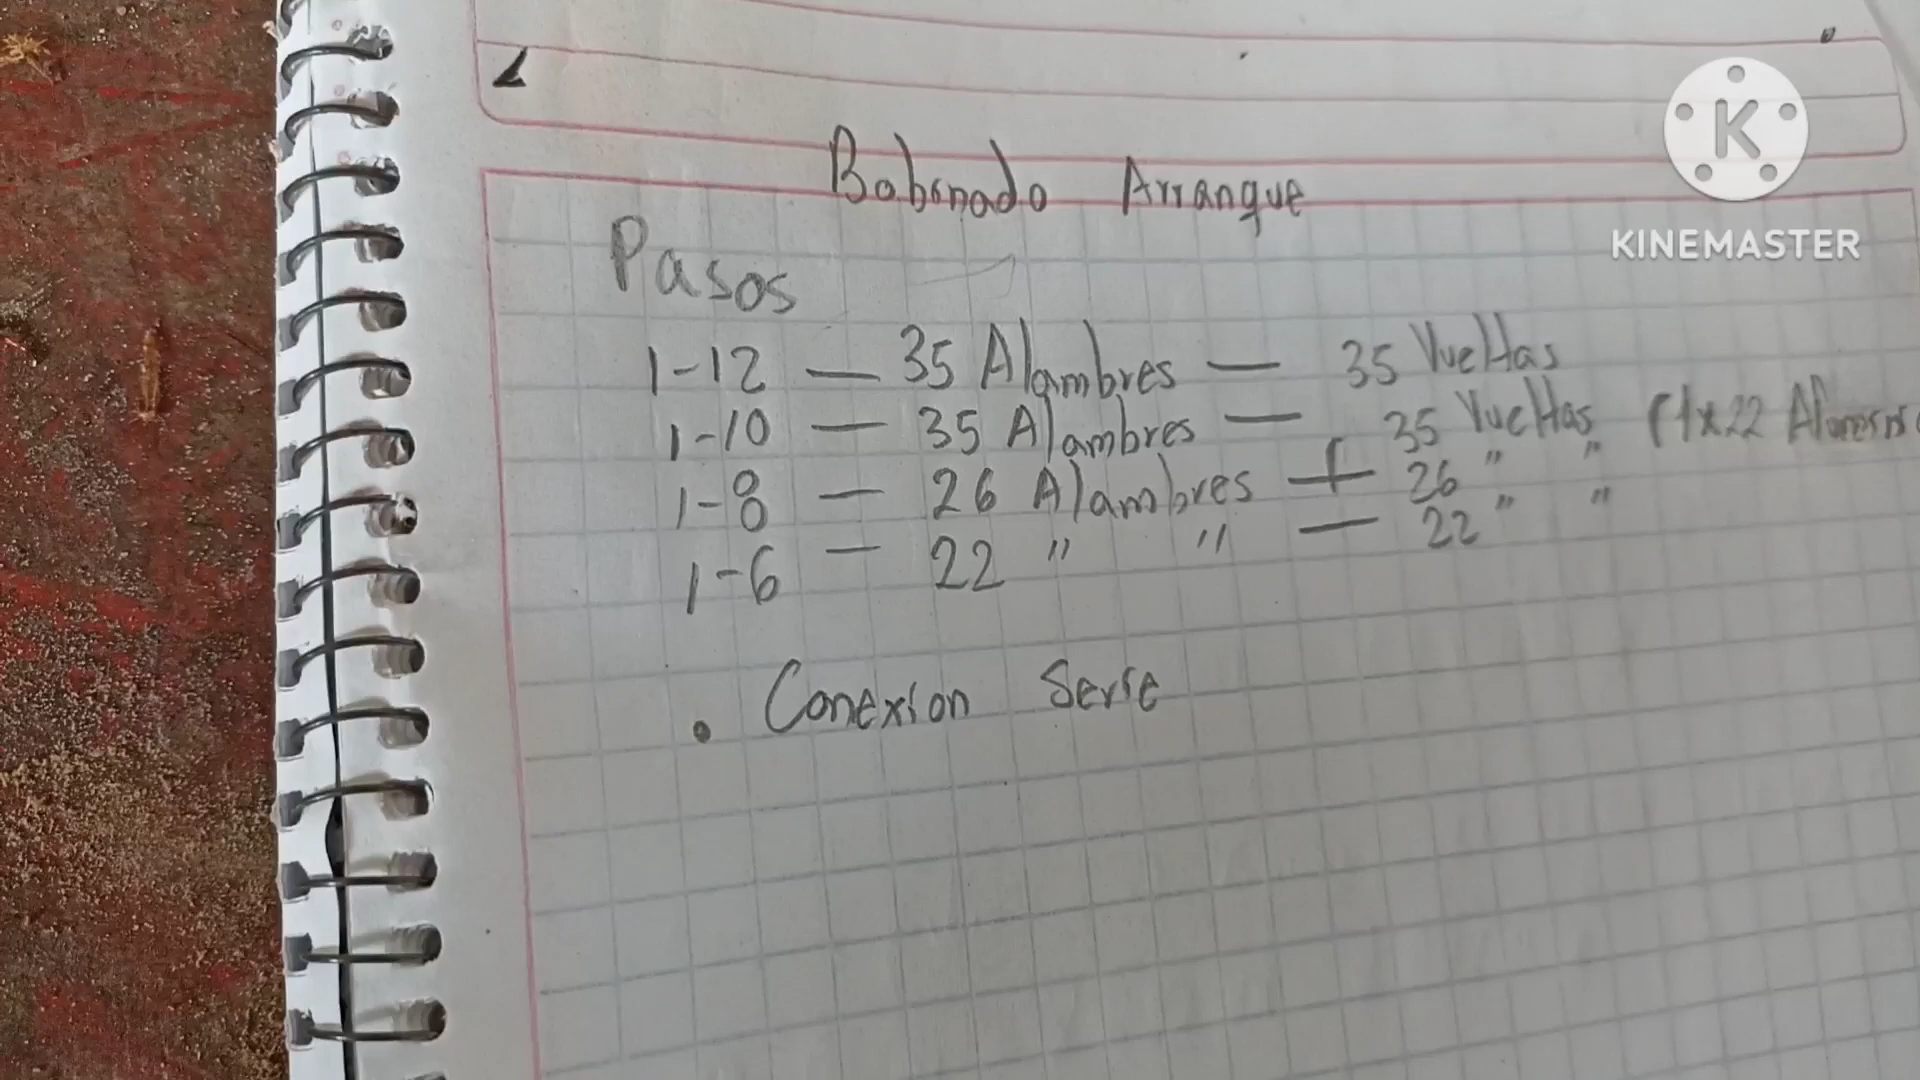 Bobinado Arranque
K
KINEMASTER
Pasos
1-12 — 35 Alambres — 35 Vueltas
1-10 — 35 Alambres — 35 Vueltas (1x22
1-8 — 26 Alambres + 26 " "
1-6 — 22 " " — 22 " "
. Conexion Serie